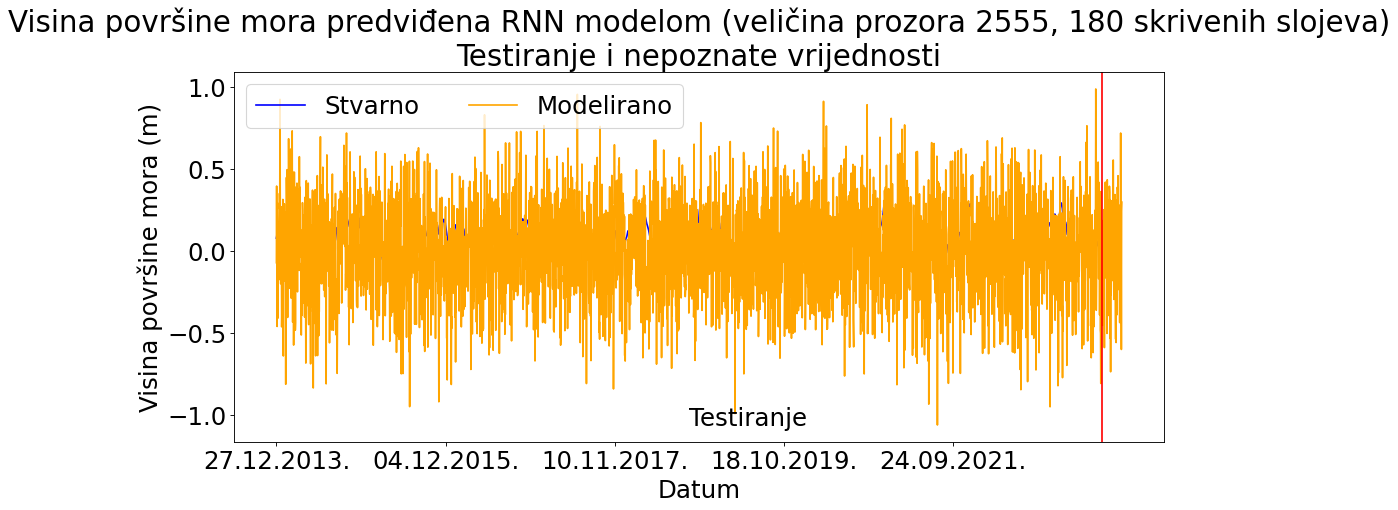 Visina površine mora predviđena RNN modelom (veličina prozora 2555, 180 skrivenih slojeva)
Testiranje i nepoznate vrijednosti
Stvarno
Modelirano
1.0
0.5
0.0
−0.5
−1.0
Visina površine mora (m)
Testiranje
27.12.2013.
04.12.2015.
10.11.2017.
18.10.2019.
24.09.2021.
Datum